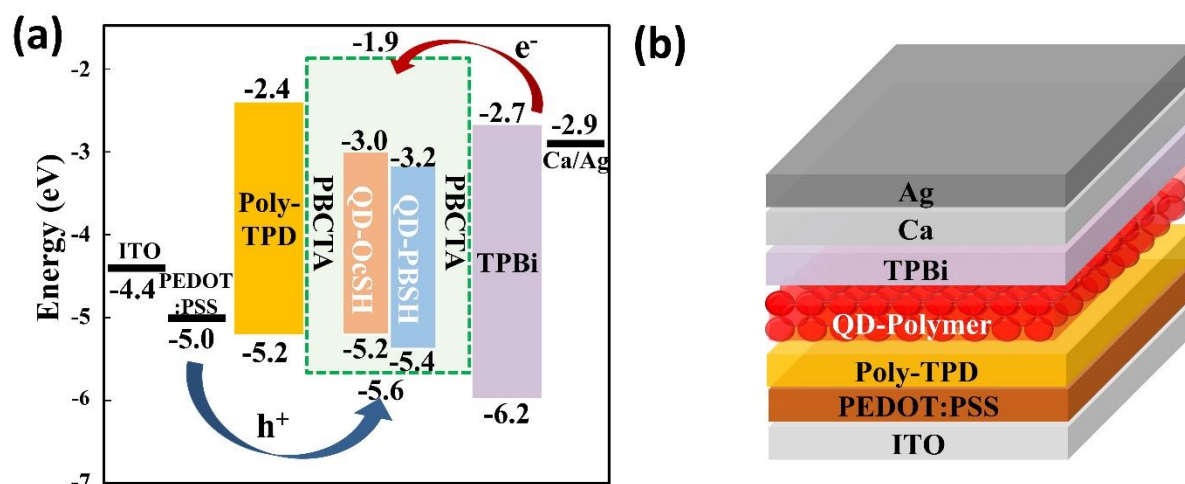 (a)
Energy (eV)
-2
-3
-4
-5
-6
-7
ITO
-4.4
PEDOT
:PSS
-5.0
-2.4
Poly-
TPD
-5.2
-1.9
PBCTA
-3.0
QD-OcSH
-5.2
-3.2
QD-PBSH
-5.4
PBCTA
-5.6
-2.7
TPBi
-6.2
-2.9
Ca/Ag
e-
h+
(b)
Ag
Ca
TPBi
QD-Polymer
Poly-TPD
PEDOT:PSS
ITO